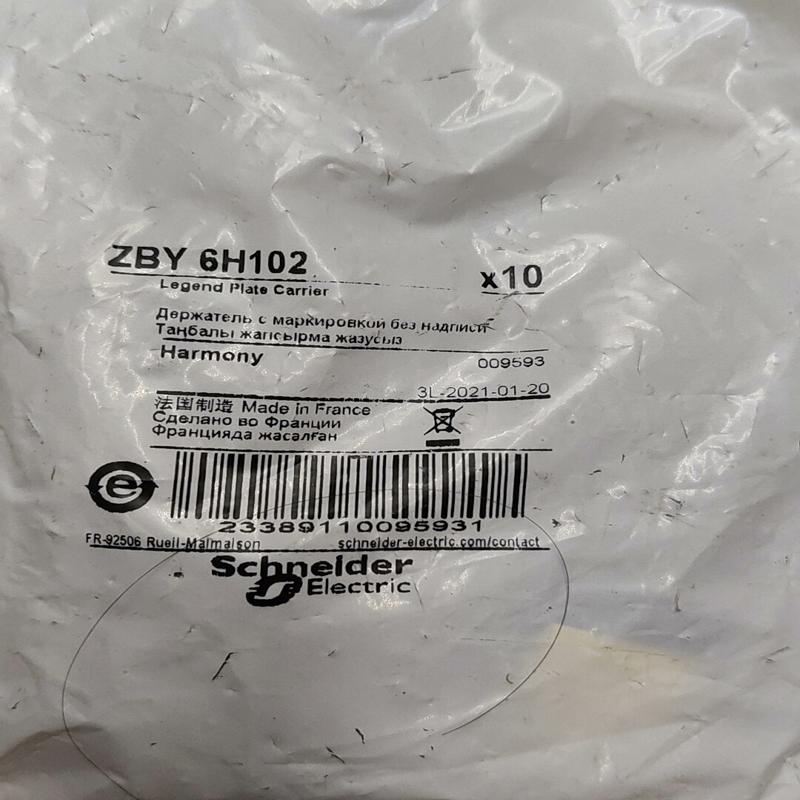 ZBY 6H102
x10
Legend Plate Carrier
Держатель с маркировкой без надписи
Таңбалы жапсырма жазусыз
Harmony
009593
3L-2021-01-20
法国制造 Made in France
Сделано во Франции
Францияда жасалған
e
23389110095931
FR-92506 Rueil-Malmaison schneider-electric.com/contact
Schneider
Electric